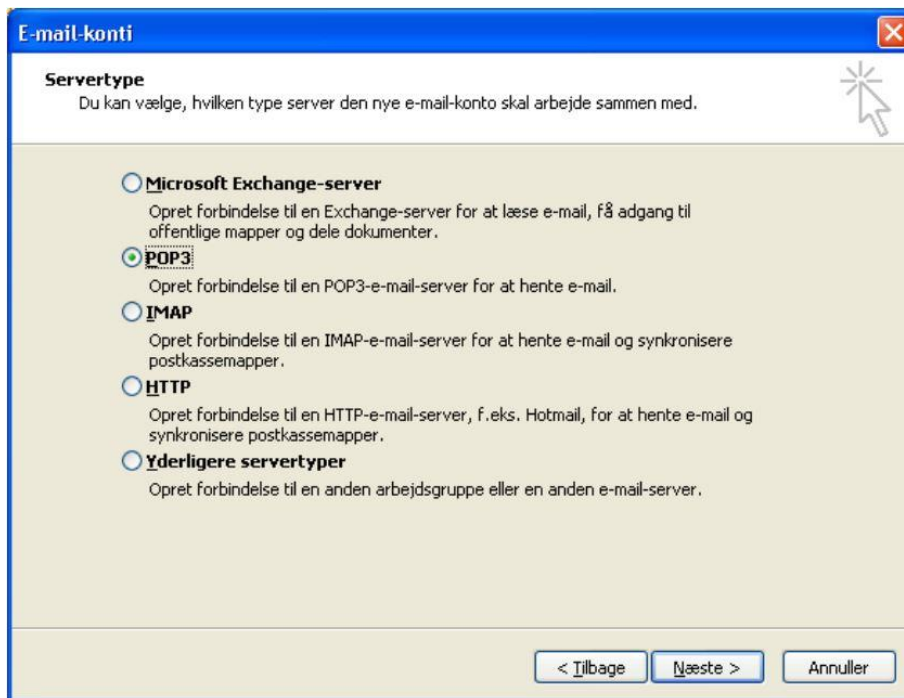 E-mail-konti
Servertype
Du kan vælge, hvilken type server den nye e-mail-konto skal arbejde sammen med.
Microsoft Exchange-server
Opret forbindelse til en Exchange-server for at læse e-mail, få adgang til
offentlige mapper og dele dokumenter.
POP3
Opret forbindelse til en POP3-e-mail-server for at hente e-mail.
IMAP
Opret forbindelse til en IMAP-e-mail-server for at hente e-mail og synkronisere
postkassemapper.
HTTP
Opret forbindelse til en HTTP-e-mail-server, f.eks. Hotmail, for at hente e-mail og
synkronisere postkassemapper.
Yderligere servertyper
Opret forbindelse til en anden arbejdsgruppe eller en anden e-mail-server.
< Tilbage Næste > Annuller